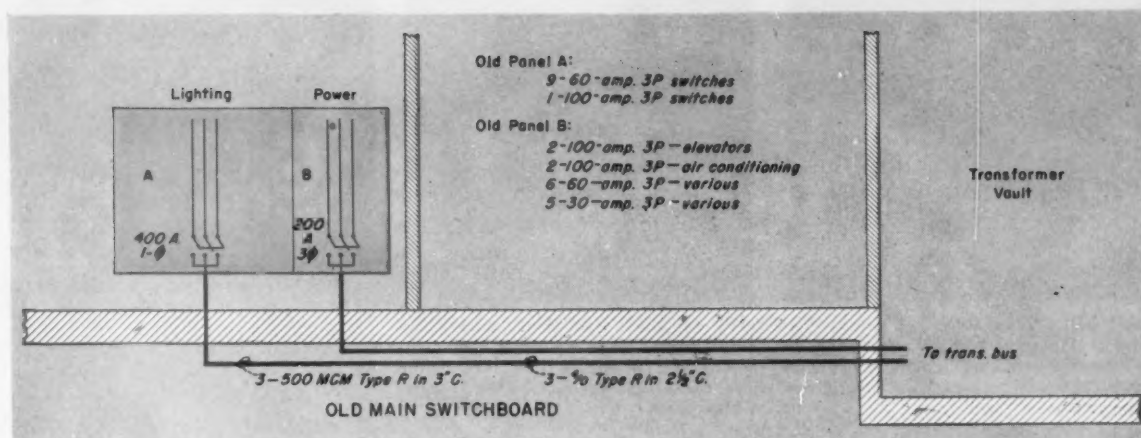 Lighting
Power
A
B
400 A.
1-ϕ
200
A
3ϕ
Old Panel A:
9-60-amp. 3P switches
1-100-amp. 3P switches
Old Panel B:
2-100-amp. 3P-elevators
2-100-amp. 3P-air conditioning
6-60-amp. 3P-various
5-30-amp. 3P-various
Transformer
Vault
To trans. bus
3-500 MCM Type R in 3"C.
3-4/0 Type R in 2½"C.
OLD MAIN SWITCHBOARD